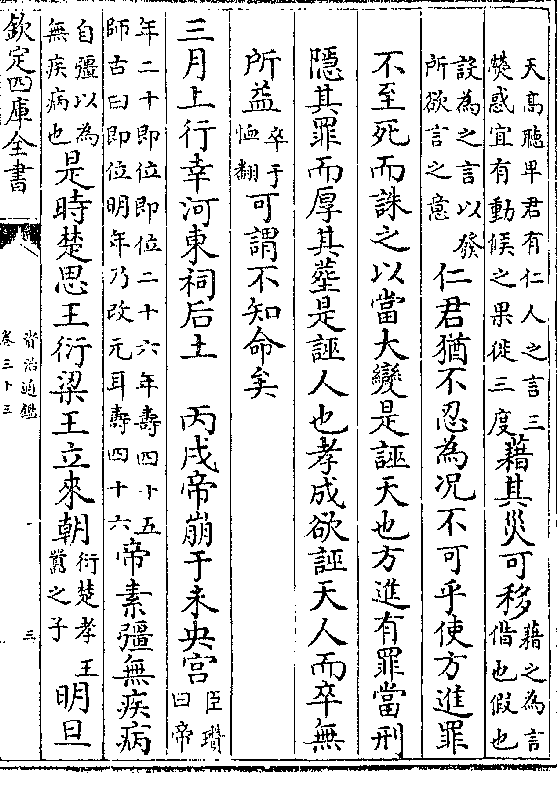 天高聽卑君有仁人之言三
熒惑宜有動候之果徙三度
藉其災可移
藉之為言
借也假也
設為之言以發
所欲言之意
仁君猶不忍為况不可乎使方進罪
不至死而誅之以當大變是誣天也方進有罪當刑
隱其罪而厚其塟是誣人也孝成欲誣天人而卒無
所益
卒于
恤翻
可謂不知命矣
三月上行幸河東祠后土 丙戌帝崩于未央宫
臣瓚
曰帝
年二十即位即位二十六年壽四十五
師古曰即位明年乃改元耳壽四十六
帝素彊無疾病
自彊以為
無疾病也
是時楚思王衍梁王立來朝
衍楚孝王
囂之子
明旦
欽定四庫全書
資治通鑑
卷三十三
三